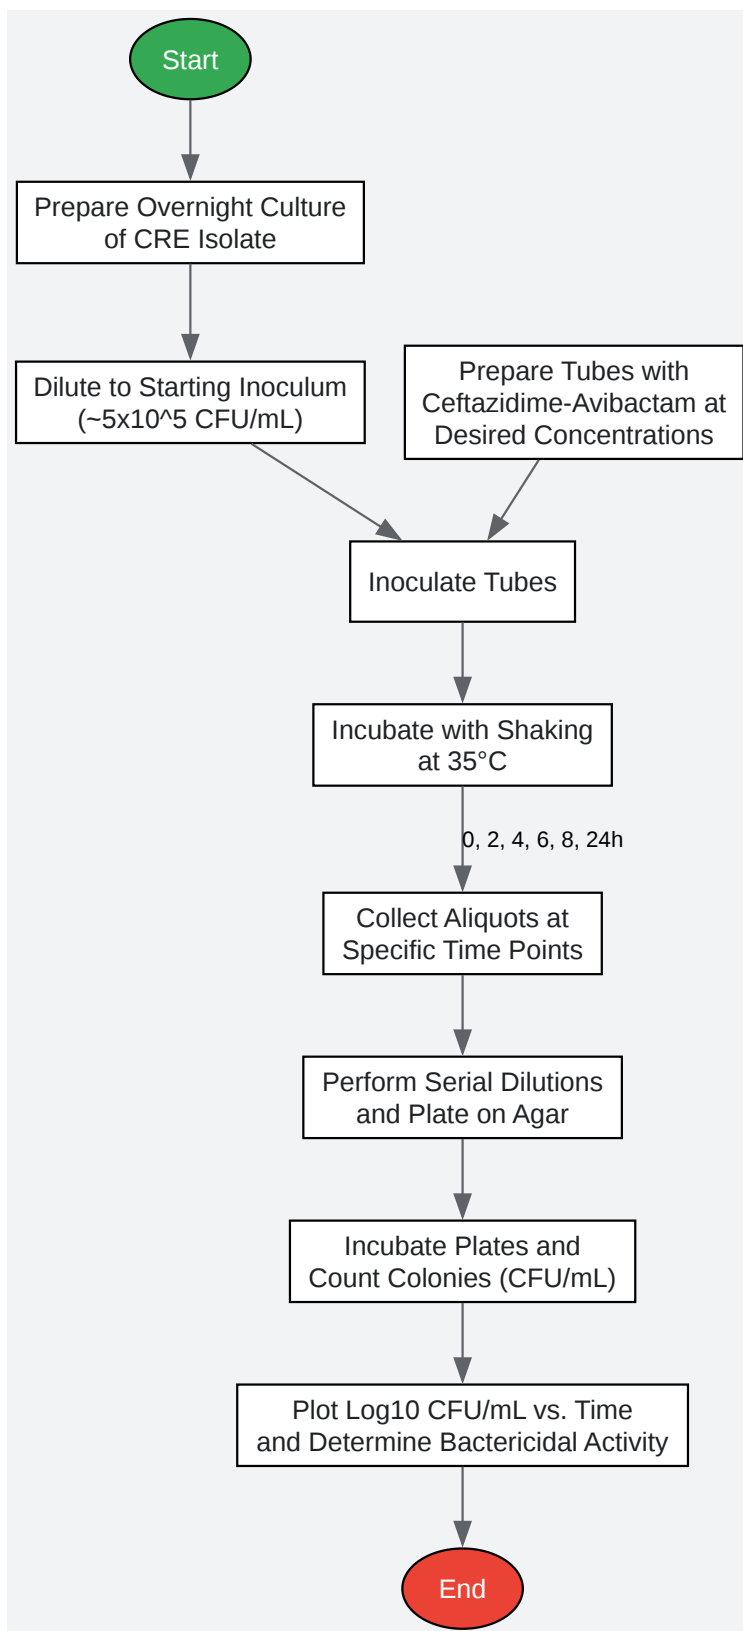 Start
Prepare Overnight Culture
of CRE Isolate
Dilute to Starting Inoculum
(~5x10^5 CFU/mL)
Prepare Tubes with
Ceftazidime-Avibactam at
Desired Concentrations
Inoculate Tubes
Incubate with Shaking
at 35°C
0, 2, 4, 6, 8, 24h
Collect Aliquots at
Specific Time Points
Perform Serial Dilutions
and Plate on Agar
Incubate Plates and
Count Colonies (CFU/mL)
Plot Log10 CFU/mL vs. Time
and Determine Bactericidal Activity
End